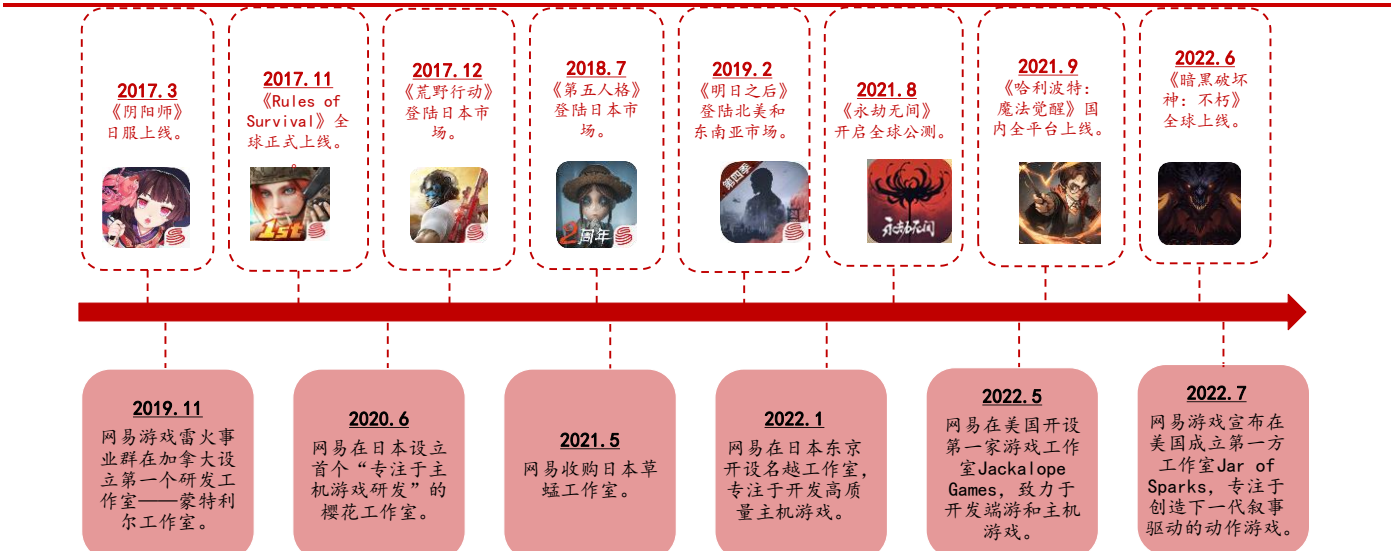 2017.3
《阴阳师》
日服上线。
2017.11
《Rules of
Survival》全
球正式上线。
。
2017.12
《荒野行动》
登陆日本市
场。
2018.7
《第五人格》
登陆日本市
场。
2019.2
《明日之后》
登陆北美和
东南亚市场。
2021.8
《永劫无间》
开启全球公测。
2021.9
《哈利波特：
魔法觉醒》国
内全平台上线。
2022.6
《暗黑破坏
神：不朽》
全球上线。
1st
2周年
第四季
永劫无间
2019.11
网易游戏雷火事
业群在加拿大设
立第一个研发工
作室——蒙特利
尔工作室。
2020.6
网易在日本设立
首个“专注于主
机游戏研发”的
樱花工作室。
2021.5
网易收购日本草
蜢工作室。
2022.1
网易在日本东京
开设名越工作室，
专注于开发高质
量主机游戏。
2022.5
网易在美国开设
第一家游戏工作
室Jackalope
Games，致力于
开发端游和主机
游戏。
2022.7
网易游戏宣布在
美国成立第一方
工作室Jar of
Sparks，专注于
创造下一代叙事
驱动的动作游戏。